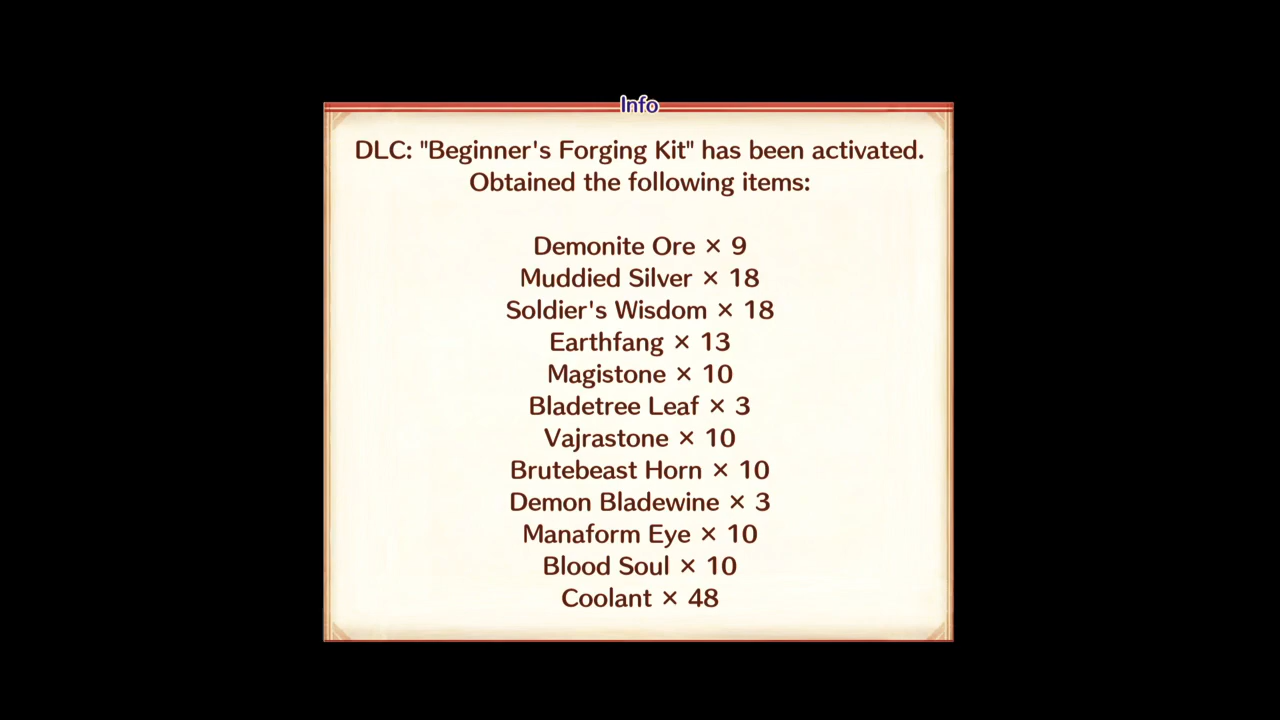 Info
DLC: "Beginner's Forging Kit" has been activated.
Obtained the following items:
Demonite Ore × 9
Muddied Silver × 18
Soldier's Wisdom × 18
Earthfang × 13
Magistone × 10
Bladetree Leaf × 3
Vajrastone × 10
Brutebeast Horn × 10
Demon Bladewine × 3
Manaform Eye × 10
Blood Soul × 10
Coolant × 48